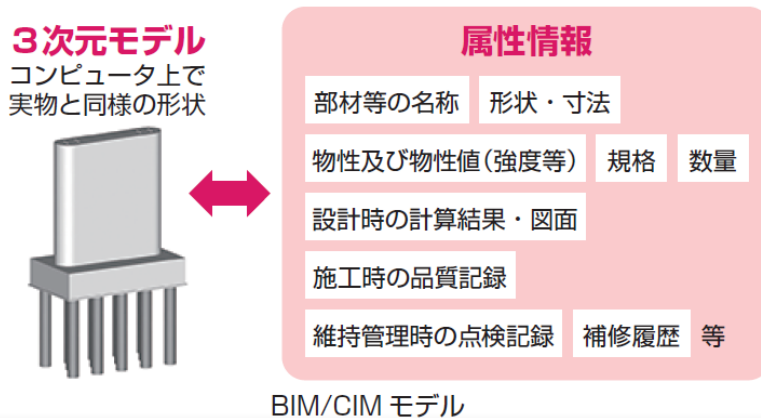 3次元モデル
コンピュータ上で
実物と同様の形状
属性情報
部材等の名称 形状・寸法
物性及び物性値(強度等) 規格 数量
設計時の計算結果・図面
施工時の品質記録
維持管理時の点検記録 補修履歴 等
BIM/CIM モデル